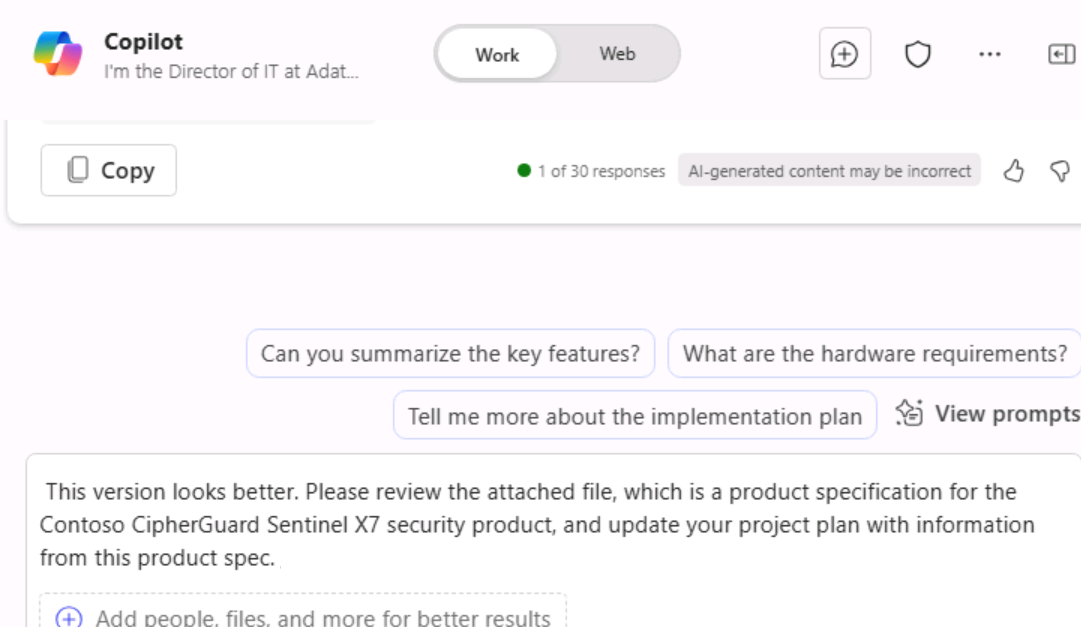 Copilot
I'm the Director of IT at Adat...
Work
Web
Copy
1 of 30 responses
AI-generated content may be incorrect
Can you summarize the key features?
What are the hardware requirements?
Tell me more about the implementation plan
View prompts
This version looks better. Please review the attached file, which is a product specification for the
Contoso CipherGuard Sentinel X7 security product, and update your project plan with information
from this product spec.
Add people, files, and more for better results